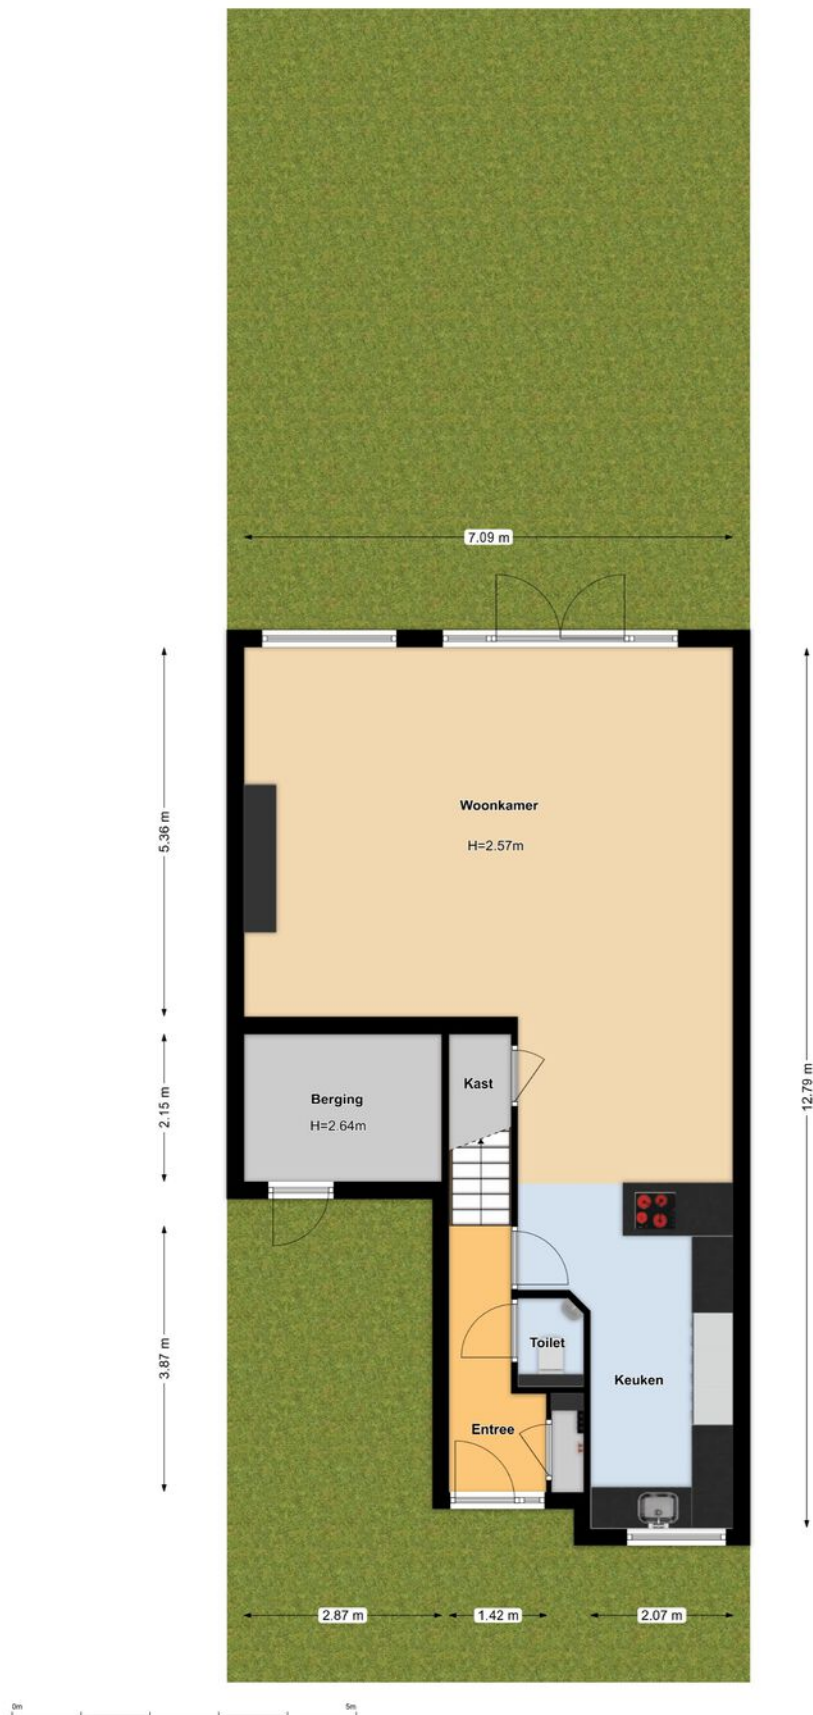 7.09 m
5.36 m
Woonkamer
H=2.57m
12.79 m
2.15 m
Berging
H=2.64m
Kast
3.87 m
Toilet
Keuken
Entree
2.87 m
1.42 m
2.07 m
0m
5m